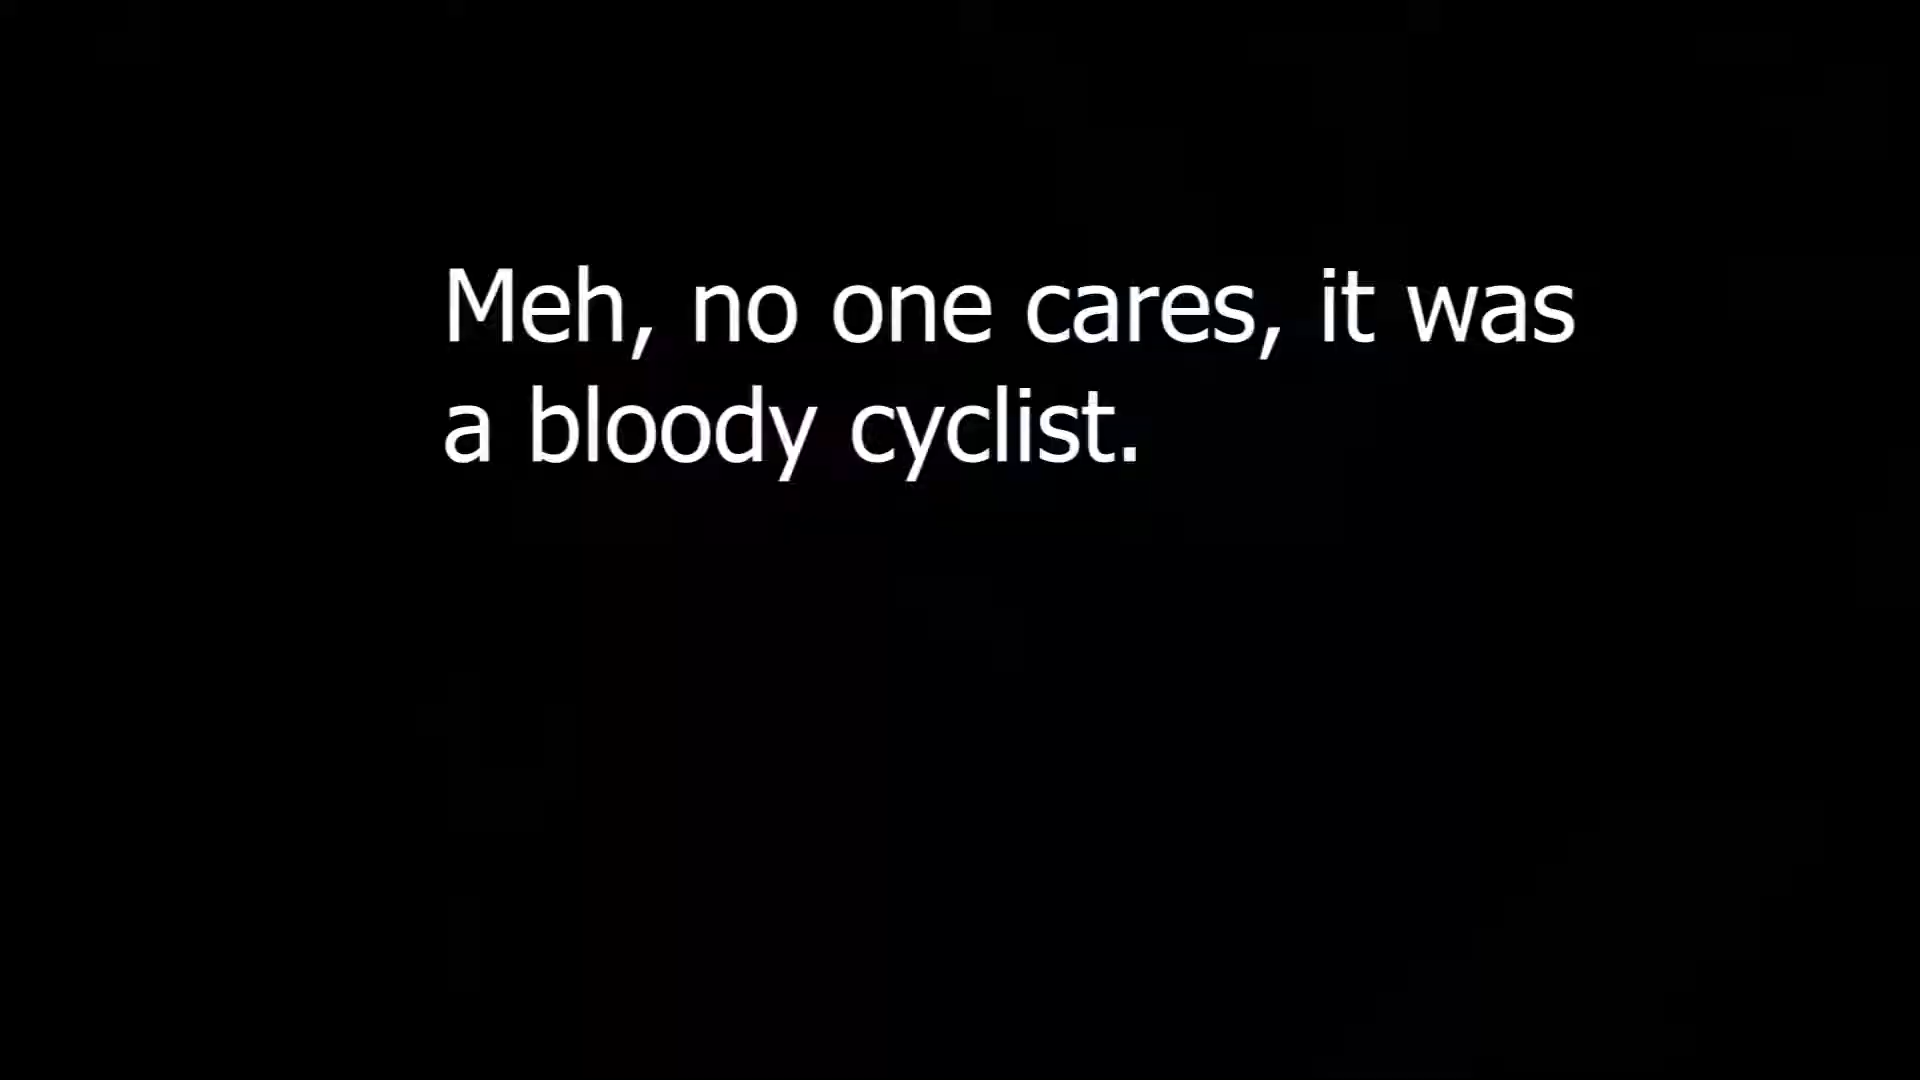 Meh, no one cares, it was
a bloody cyclist.